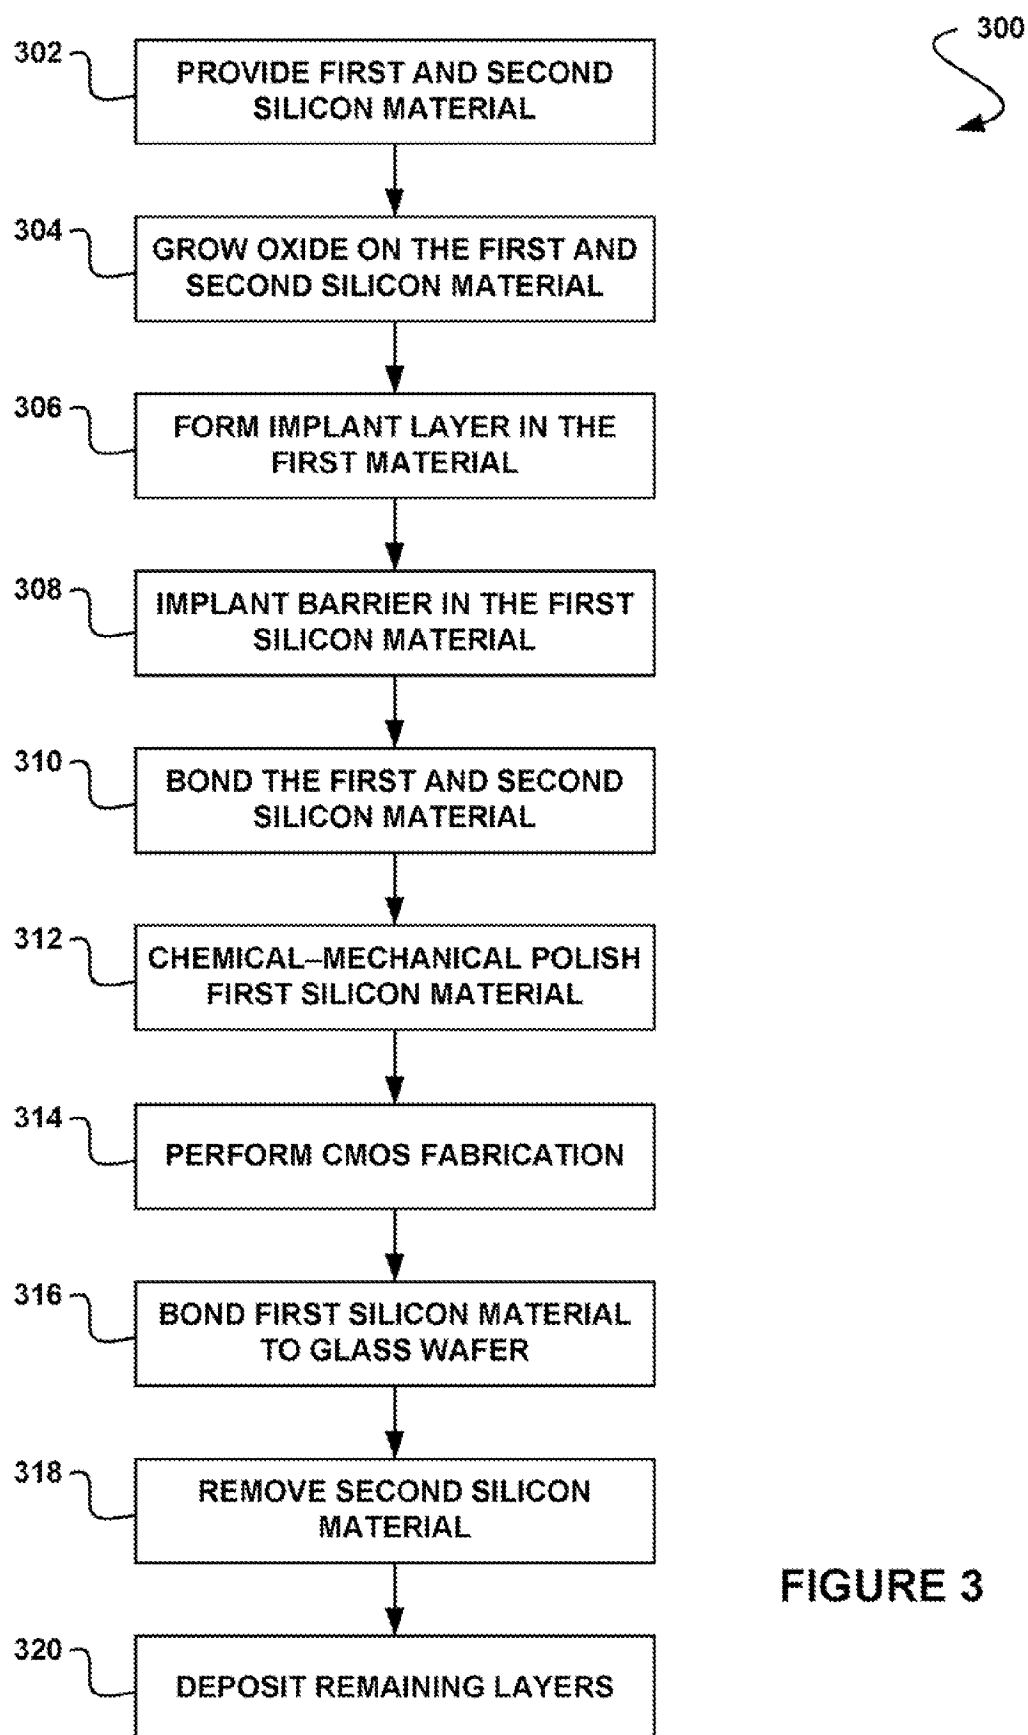 300
302
PROVIDE FIRST AND SECOND
SILICON MATERIAL
304
GROW OXIDE ON THE FIRST AND
SECOND SILICON MATERIAL
306
FORM IMPLANT LAYER IN THE
FIRST MATERIAL
308
IMPLANT BARRIER IN THE FIRST
SILICON MATERIAL
310
BOND THE FIRST AND SECOND
SILICON MATERIAL
312
CHEMICAL–MECHANICAL POLISH
FIRST SILICON MATERIAL
314
PERFORM CMOS FABRICATION
316
BOND FIRST SILICON MATERIAL
TO GLASS WAFER
318
REMOVE SECOND SILICON
MATERIAL
320
DEPOSIT REMAINING LAYERS
FIGURE 3